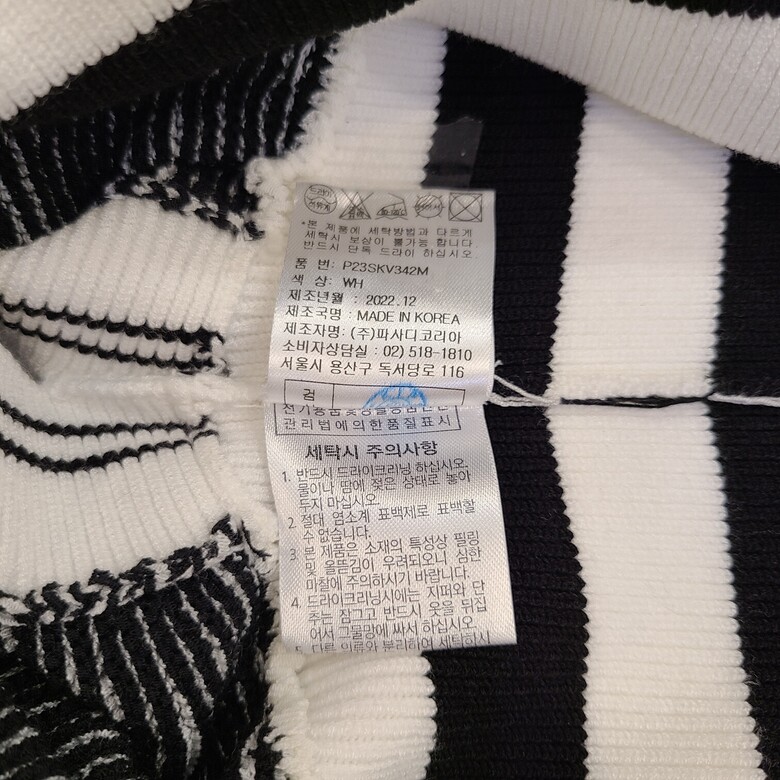 드라이
*본 제품에 세탁방법과 다르게
세탁시 보상이 불가능 합니다
반드시 단독 드라이 하십시오.
품 번: P23SKV342M
색 상: WH
제조년월 : 2022.12
제조국명 : MADE IN KOREA
제조자명: (주)파사디코리아
소비자상담실 : 02) 518-1810
서울시 용산구 독서당로 116
검
전기용품및생활용품안전
관리법에의한품질표시
세탁시 주의사항
1. 반드시 드라이크리닝 하십시오.
물이나 땀에 젖은 상태로 놓아
두지 마십시오.
2. 절대 염소계 표백제로 표백할
수 없습니다.
3. 본 제품은 소재의 특성상 필링
및 올뜯김이 우려되오니 심한
마찰에 주의하시기 바랍니다.
4. 드라이크리닝시에는 지퍼와 단
추는 잠그고 반드시 옷을 뒤집
어서 그물망에 싸서 하십시오.
5. 다른 의류와 분리하여 세탁하시